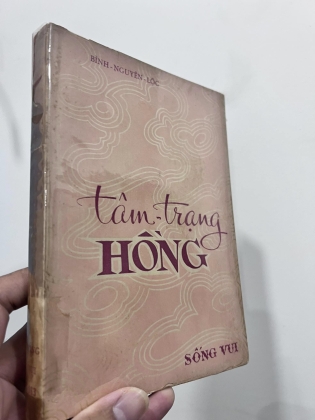 BÌNH-NGUYÊN-LỘC
tâm-trạng
HỒNG
SỐNG VUI